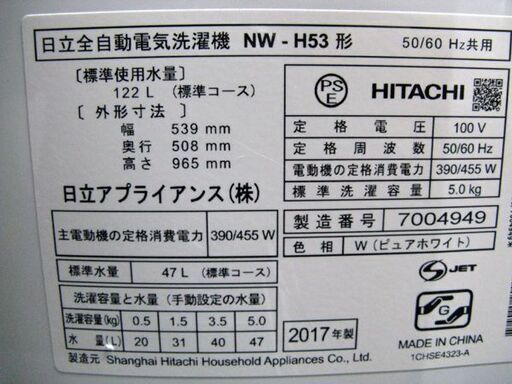 日立全自動電気洗濯機 NW-H53形 50/60 Hz共用
〔標準使用水量〕
122 L (標準コース)
〔外形寸法〕
幅 539 mm
奥行 508 mm
高さ 965 mm
日立アプライアンス(株)
主電動機の定格消費電力 390/455 W
標準水量 47 L (標準コース)
洗濯容量と水量 (手動設定の水量)
洗濯容量(kg) 0.5 1.5 3.5 5.0
水量(L) 20 31 40 47
製造元 Shanghai Hitachi Household Appliances Co., Ltd.
PSE
HITACHI
定格電圧 100 V
定格周波数 50/60 Hz
電動機の定格消費電力 390/455 W
標準洗濯容量 5.0 kg
製造番号 7004949
色相 W (ピュアホワイト)
S JET
2017年製
G
MADE IN CHINA
1CHSE4323-A